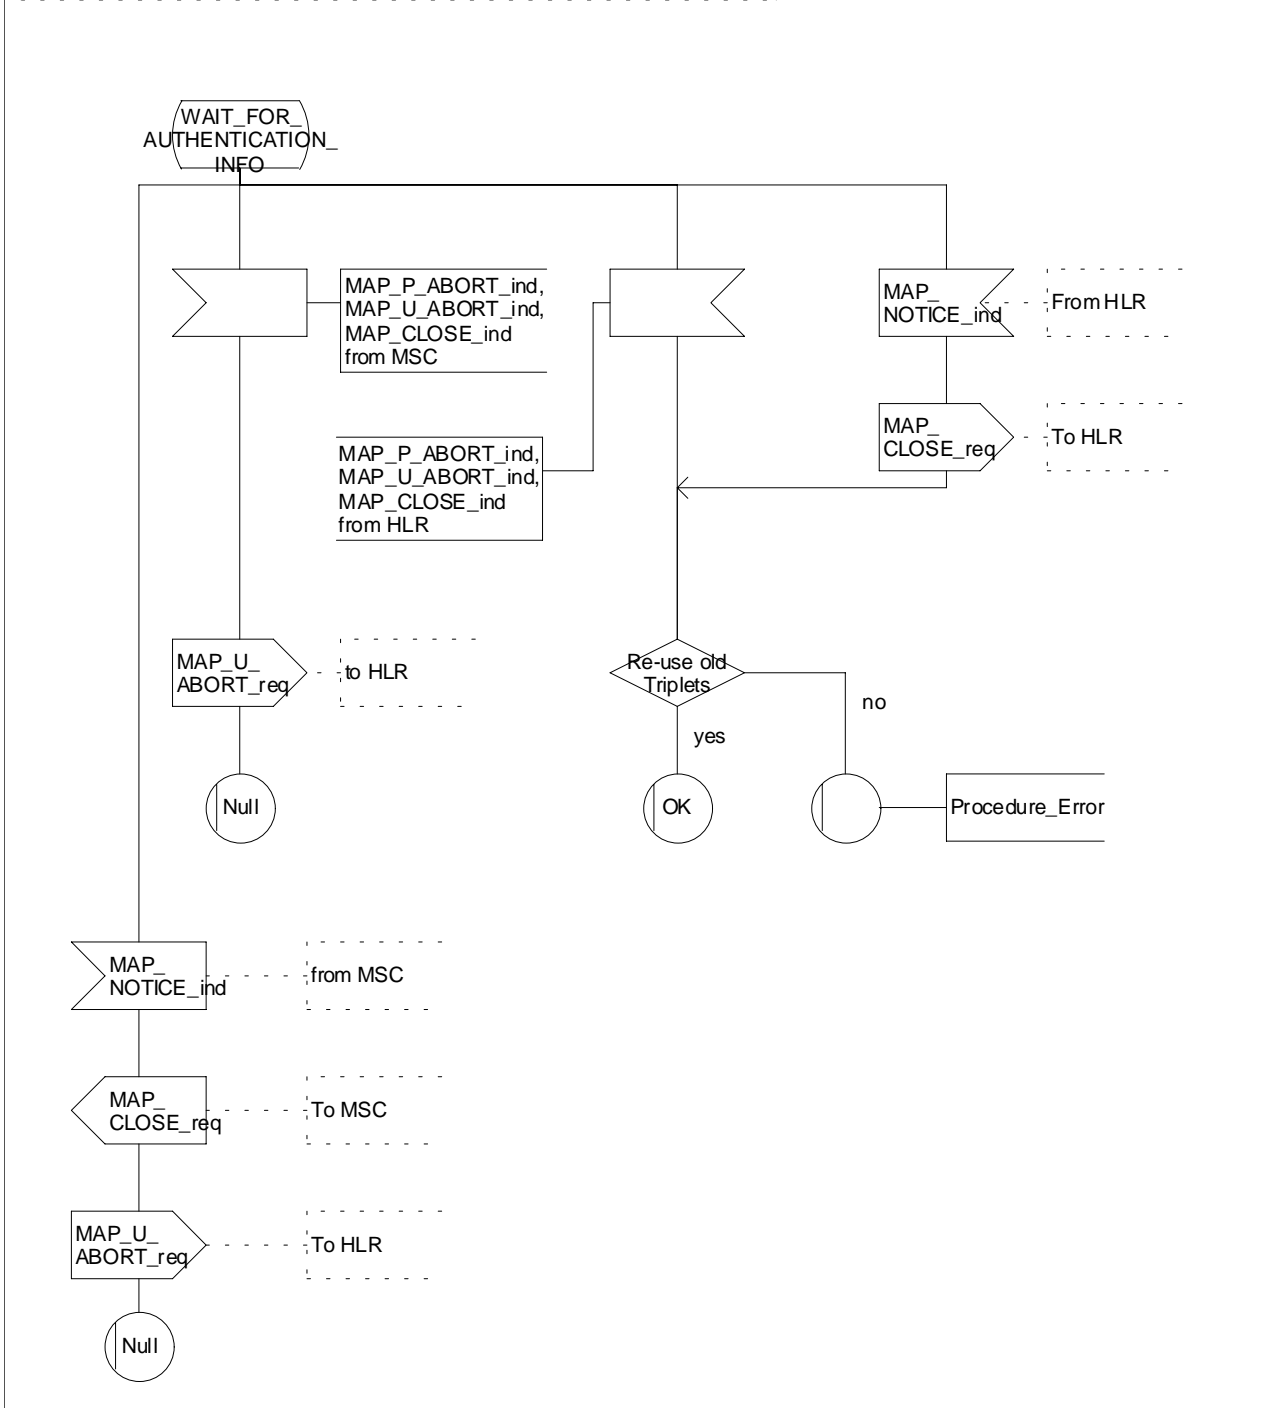 WAIT_FOR_
AUTHENTICATION_
INFO
MAP_P_ABORT_ind,
MAP_U_ABORT_ind,
MAP_CLOSE_ind
from MSC
MAP_
NOTICE_ind
From HLR
MAP_
CLOSE_req
To HLR
MAP_P_ABORT_ind,
MAP_U_ABORT_ind,
MAP_CLOSE_ind
from HLR
MAP_U_
ABORT_req
to HLR
Re-use old
Triplets
no
yes
Null
OK
Procedure_Error
MAP_
NOTICE_ind
from MSC
MAP_
CLOSE_req
To MSC
MAP_U_
ABORT_req
To HLR
Null